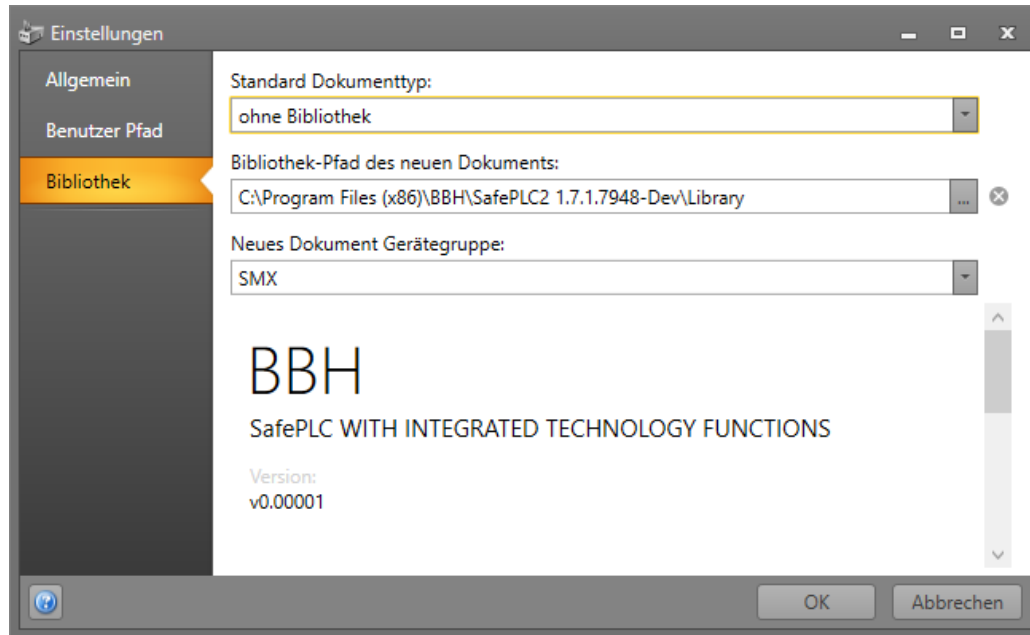 Einstellungen
Allgemein
Benutzer Pfad
Bibliothek
Standard Dokumenttyp:
ohne Bibliothek
Bibliothek-Pfad des neuen Dokuments:
C:\Program Files (x86)\BBH\SafePLC2 1.7.1.7948-Dev\Library
...
Neues Dokument Gerätegruppe:
SMX
BBH
SafePLC WITH INTEGRATED TECHNOLOGY FUNCTIONS
Version:
v0.00001
OK
Abbrechen